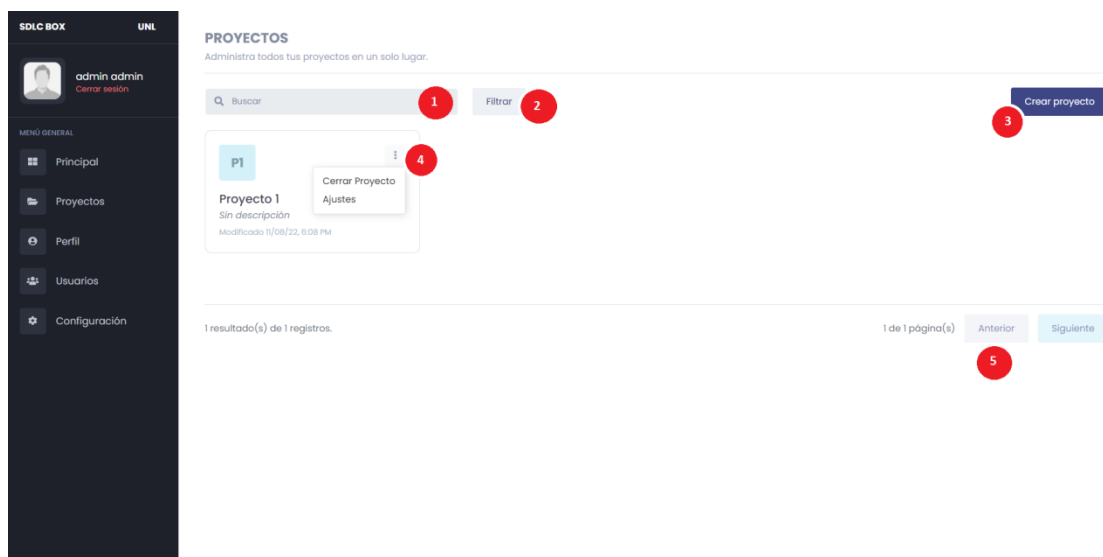 SDLC BOX UNL
admin admin
Cerrar sesión
MENÚ GENERAL
Principal
Proyectos
Perfil
Usuarios
Configuración
PROYECTOS
Administra todos tus proyectos en un solo lugar.
Buscar 1 Filtrar 2 Crear proyecto
3
P1 4
Cerrar Proyecto
Ajustes
Proyecto 1
Sin descripción
Modificado 11/08/22, 6:08 PM
1 resultado(s) de 1 registros. 1 de 1 página(s) Anterior Siguiente
5